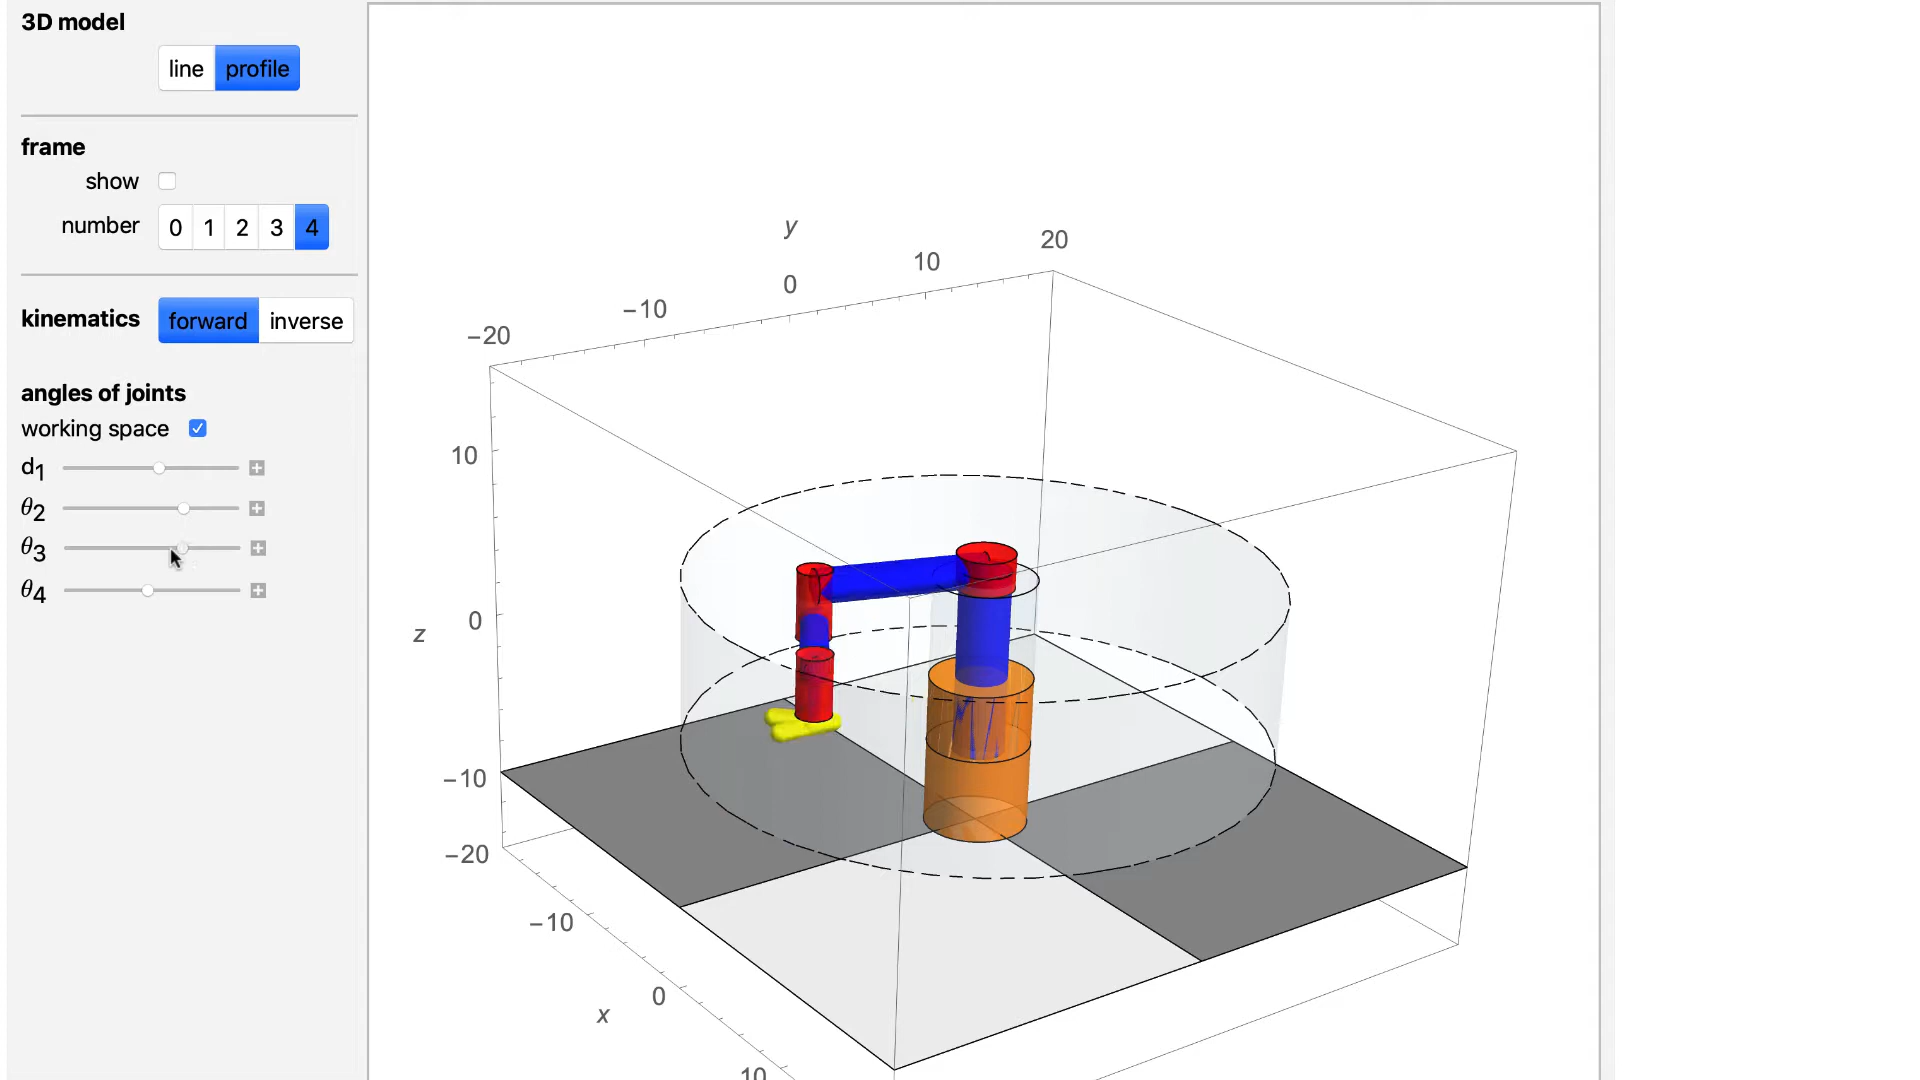 3D model
line profile
frame
show
number 0 1 2 3 4
kinematics forward inverse
angles of joints
working space
d1
θ2
θ3
θ4
y
20
10
0
−10
−20
10
0
z
−10
−20
−10
0
x
10